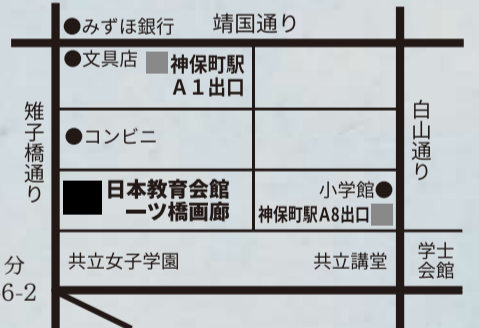 ●みずほ銀行
靖国通り
●文具店
神保町駅
A1出口
雉子橋通り
●コンビニ
白山通り
日本教育会館
一ツ橋画廊
小学館●
神保町駅A8出口
共立女子学園
共立講堂
学士
会館
分
6-2